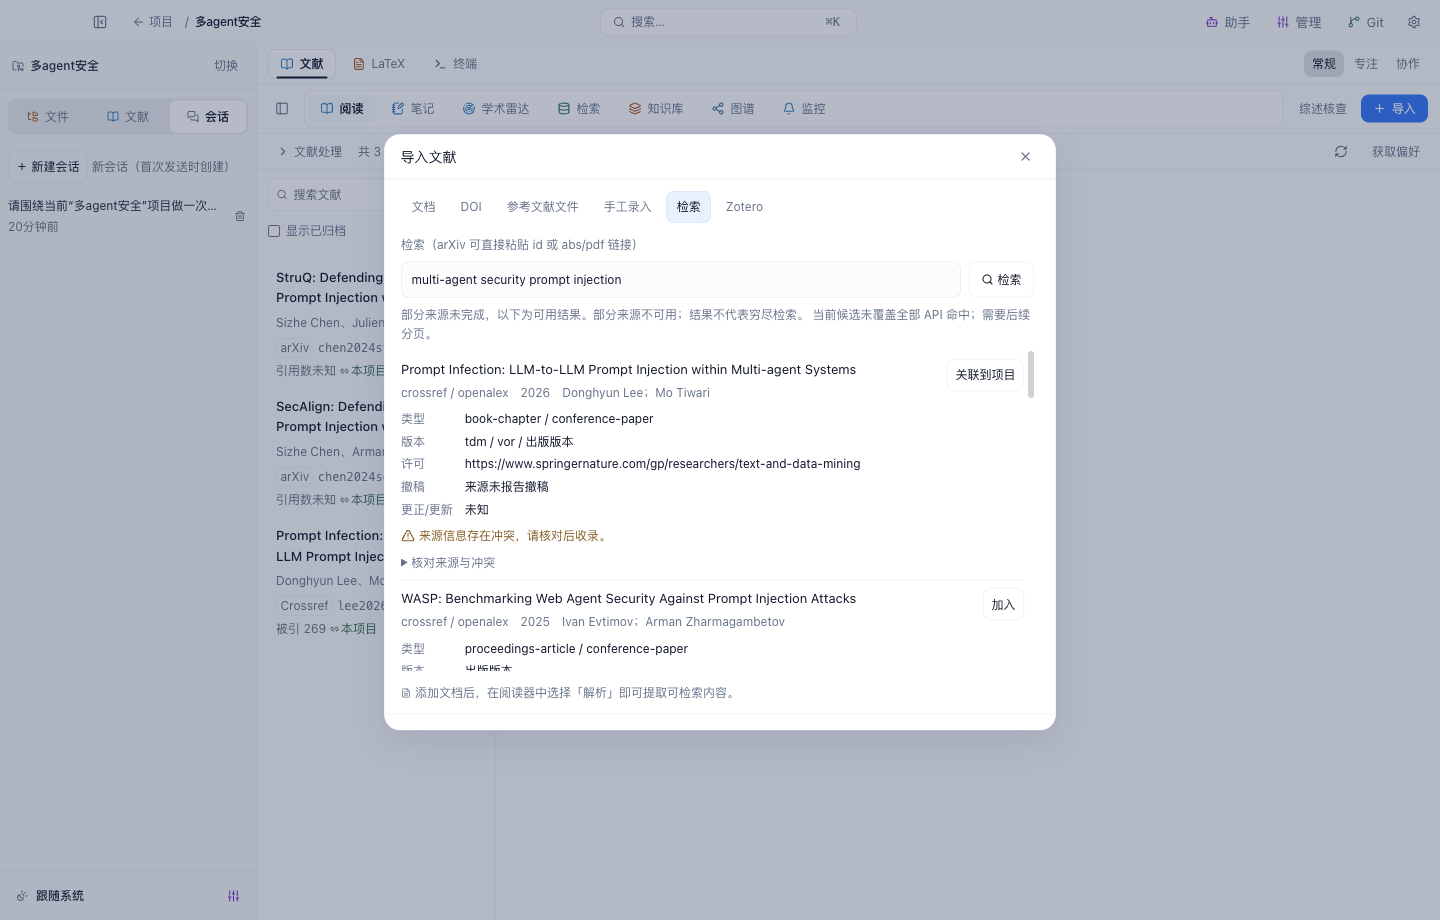 项目 / 多agent安全
搜索... ⌘K
助手 管理 Git
多agent安全 切换
文献 LaTeX 终端
常规 专注 协作
文件 文献 会话
阅读 笔记 学术雷达 检索 知识库 图谱 监控
综述核查 导入
新建会话 新会话（首次发送时创建）
请围绕当前“多agent安全”项目做一次...
20分钟前
文献处理 共 3
获取偏好
搜索文献
显示已归档
StruQ: Defending
Prompt Injection
Sizhe Chen、Julien
arXiv
引用数未知 本项目
SecAlign: Defendi
Prompt Injection
Sizhe Chen、Arman
arXiv
引用数未知 本项目
Prompt Infection:
LLM Prompt Injec
Donghyun Lee、Mo
Crossref lee2026
被引 269 本项目
导入文献
文档 DOI 参考文献文件 手工录入 检索 Zotero
检索（arXiv 可直接粘贴 id 或 abs/pdf 链接）
multi-agent security prompt injection 检索
部分来源未完成，以下为可用结果。部分来源不可用；结果不代表穷尽检索。 当前候选未覆盖全部 API 命中；需要后续
分页。
Prompt Infection: LLM-to-LLM Prompt Injection within Multi-agent Systems 关联到项目
crossref / openalex 2026 Donghyun Lee；Mo Tiwari
类型 book-chapter / conference-paper
版本 tdm / vor / 出版版本
许可 https://www.springernature.com/gp/researchers/text-and-data-mining
撤稿 来源未报告撤稿
更正/更新 未知
来源信息存在冲突，请核对后收录。
核对来源与冲突
WASP: Benchmarking Web Agent Security Against Prompt Injection Attacks 加入
crossref / openalex 2025 Ivan Evtimov；Arman Zharmagambetov
类型 proceedings-article / conference-paper
版本 出版版本
添加文档后，在阅读器中选择「解析」即可提取可检索内容。
跟随系统